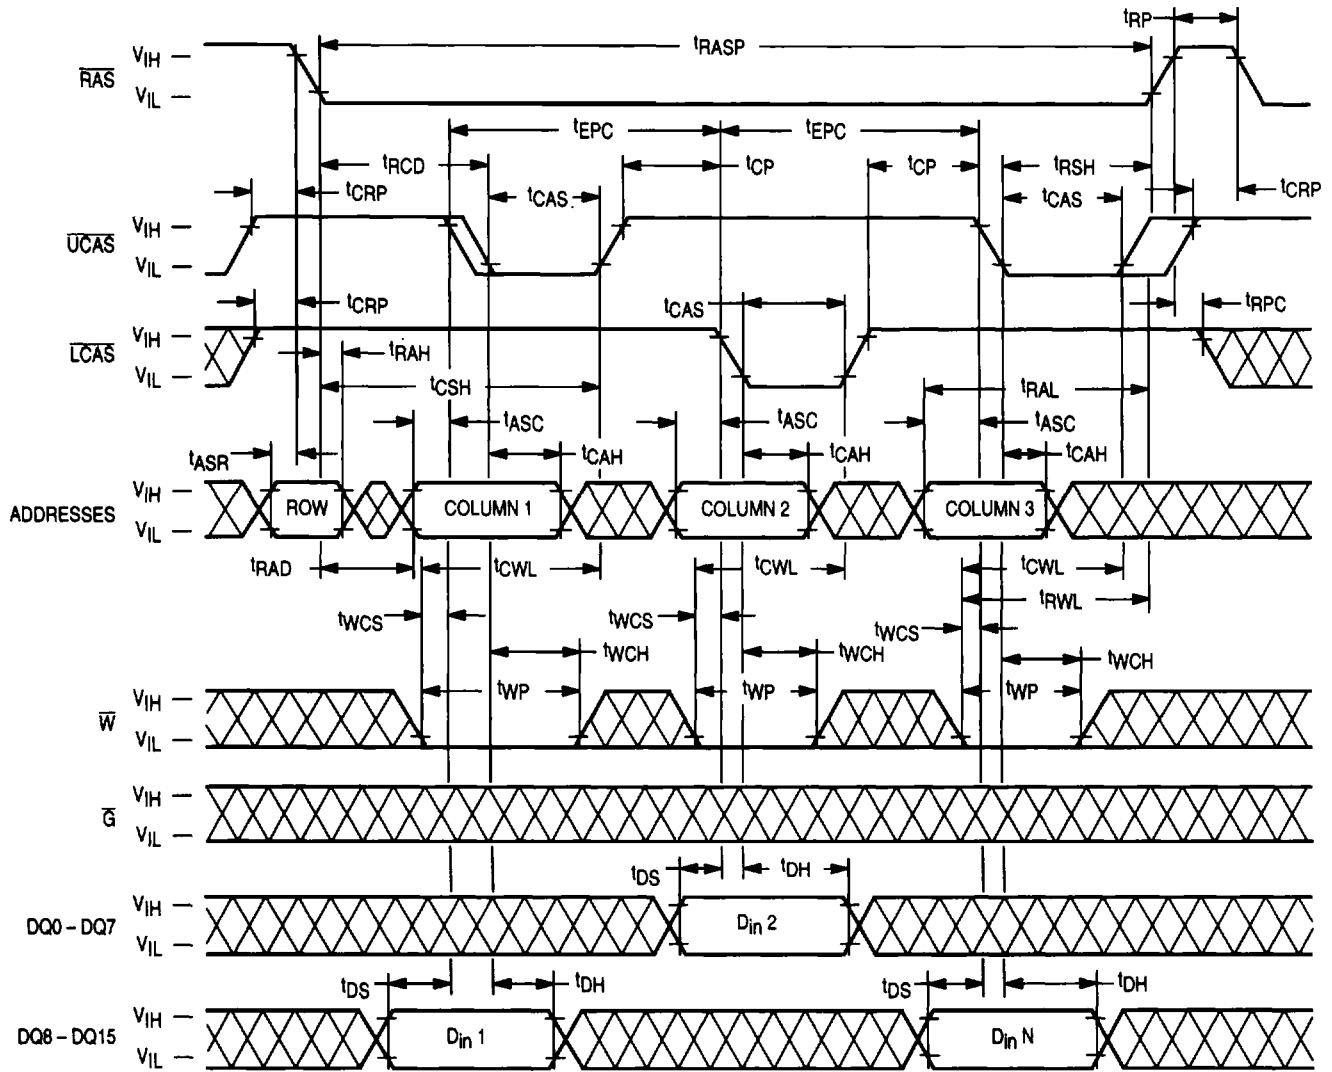 tRP
tRASP
VIH
RAS
VIL
tEPC tEPC
tRCD tCP tCP tRSH
tCRP tCAS tCAS tCRP
VIH
UCAS
VIL
tCRP tCAS tRPC
VIH
LCAS tRAH
VIL tCSH tRAL
tASC tASC tASC
tASR tCAH tCAH tCAH
VIH
ADDRESSES ROW COLUMN 1 COLUMN 2 COLUMN 3
VIL
tRAD tCWL tCWL tCWL
tRWL
tWCS tWCS tWCS
tWCH tWCH tWCH
tWP tWP tWP
VIH
W
VIL
VIH
G
VIL
tDS tDH
VIH
DQ0 – DQ7 Din 2
VIL
tDS tDH tDS tDH
VIH
DQ8 – DQ15 Din 1 Din N
VIL